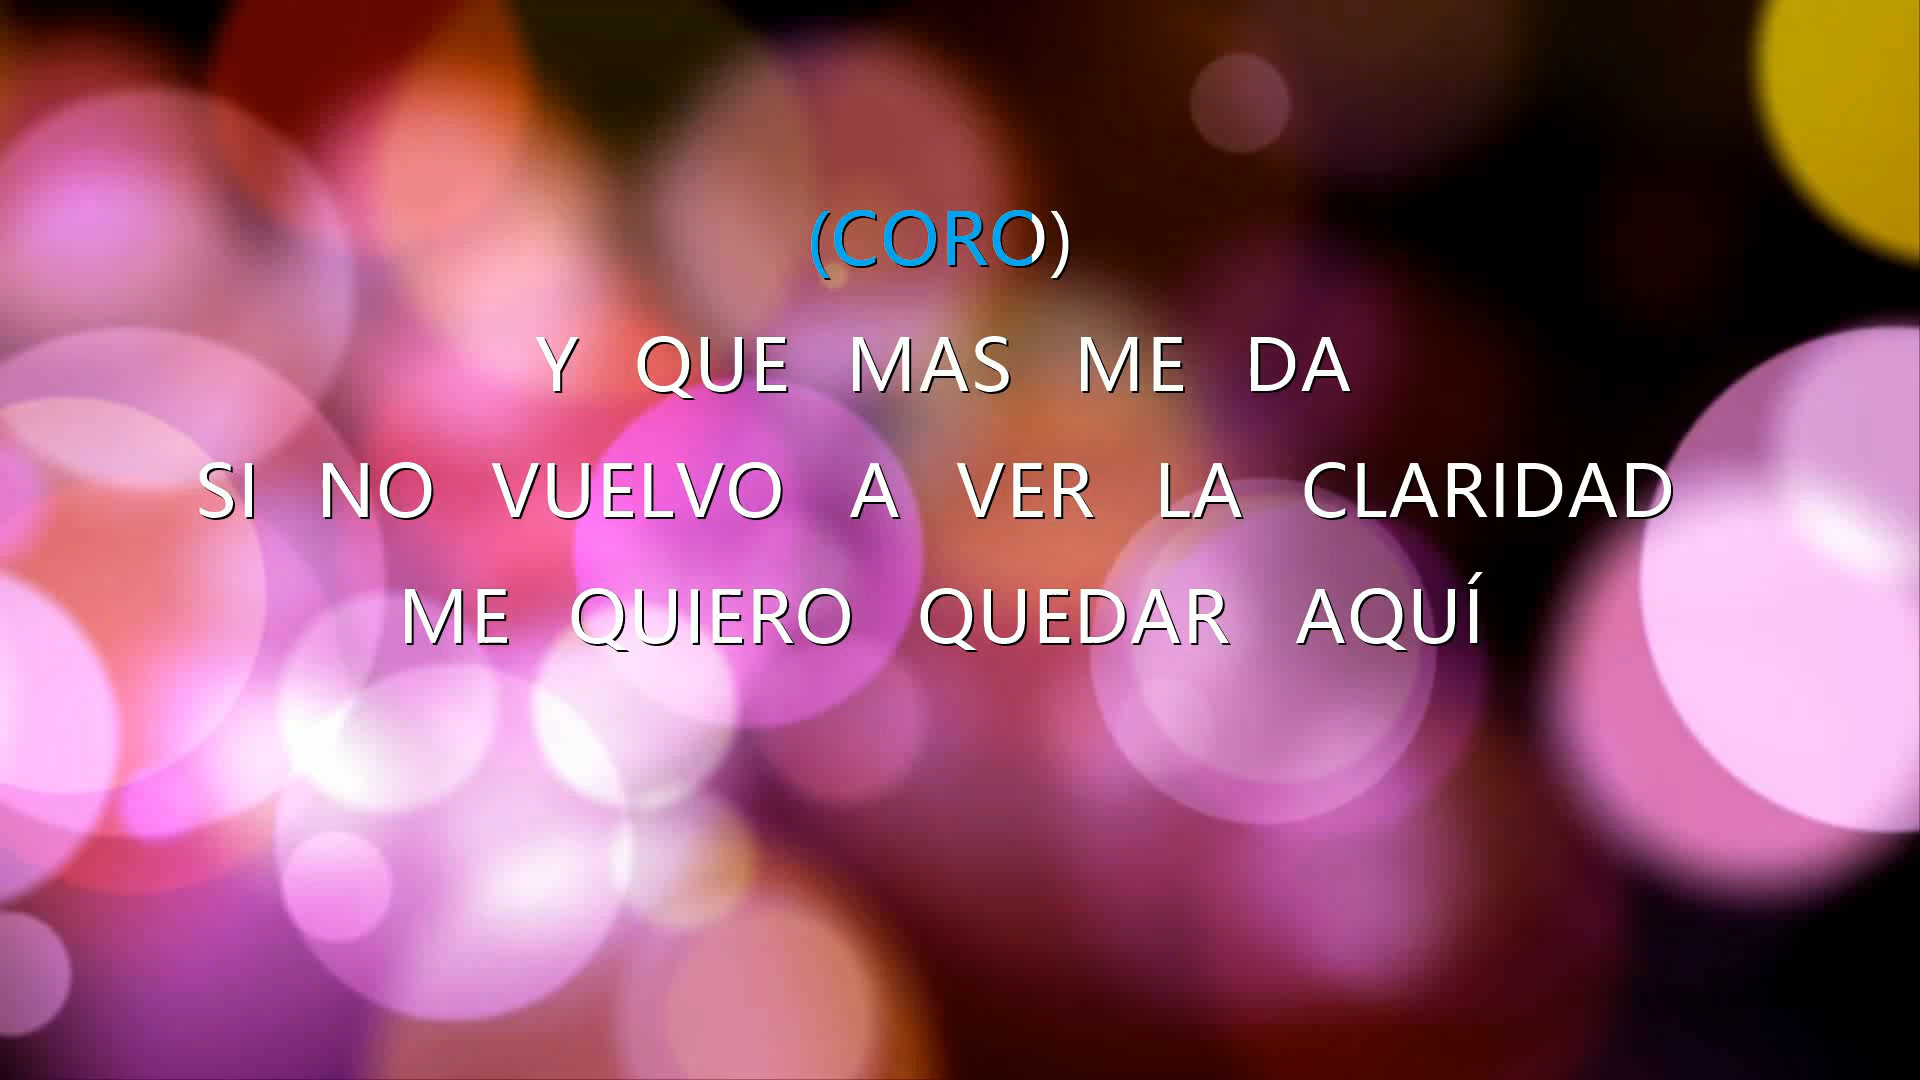 (CORO)
Y QUE MAS ME DA
SI NO VUELVO A VER LA CLARIDAD
ME QUIERO QUEDAR AQUÍ